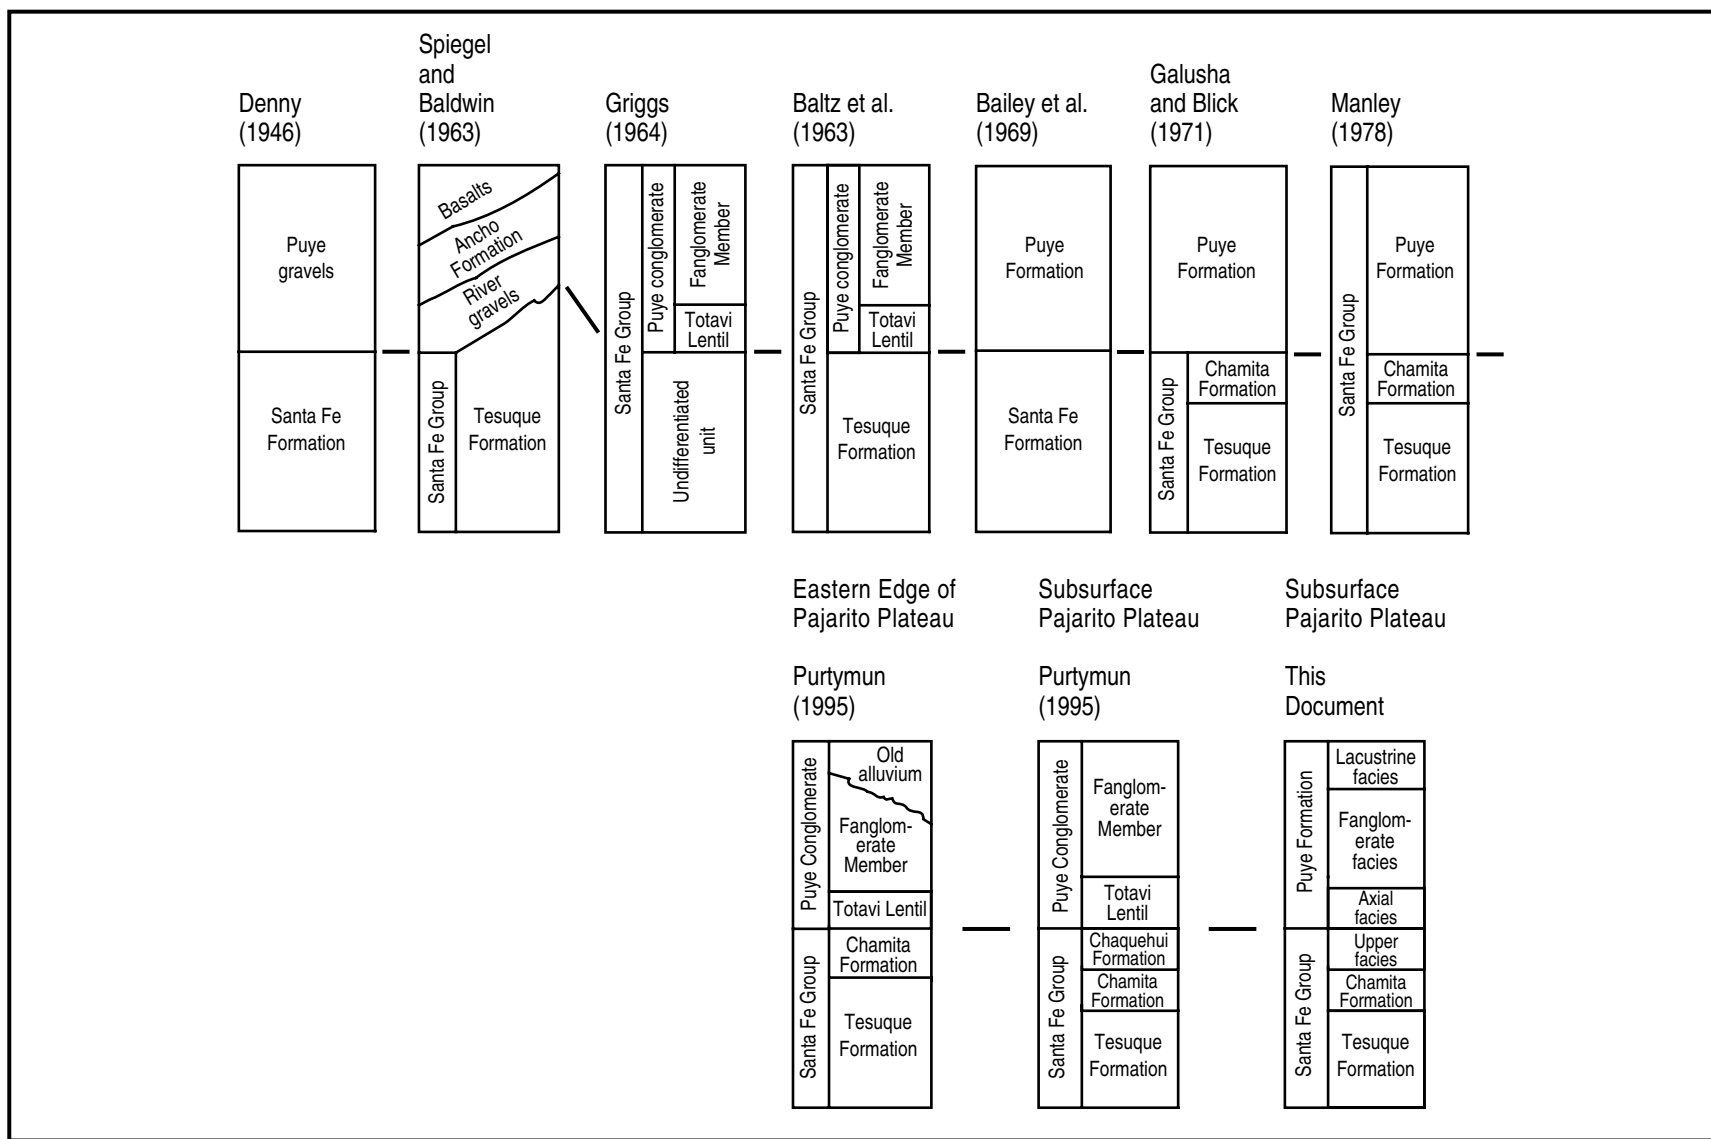 Denny
(1946)
Puye
gravels
Santa Fe
Formation
Spiegel
and
Baldwin
(1963)
Basalts
Ancho
Formation
River
gravels
Santa Fe Group
Tesuque
Formation
Griggs
(1964)
Santa Fe Group
Puye conglomerate
Fanglomerate
Member
Totavi
Lentil
Undifferentiated
unit
Baltz et al.
(1963)
Santa Fe Group
Puye conglomerate
Fanglomerate
Member
Totavi
Lentil
Tesuque
Formation
Bailey et al.
(1969)
Puye
Formation
Santa Fe
Formation
Galusha
and Blick
(1971)
Puye
Formation
Santa Fe Group
Chamita
Formation
Tesuque
Formation
Manley
(1978)
Santa Fe Group
Puye
Formation
Chamita
Formation
Tesuque
Formation
Eastern Edge of
Pajarito Plateau
Purtymun
(1995)
Puye Conglomerate
Old
alluvium
Fanglom-
erate
Member
Totavi Lentil
Santa Fe Group
Chamita
Formation
Tesuque
Formation
Subsurface
Pajarito Plateau
Purtymun
(1995)
Puye Conglomerate
Fanglom-
erate
Member
Totavi
Lentil
Santa Fe Group
Chaquehui
Formation
Chamita
Formation
Tesuque
Formation
Subsurface
Pajarito Plateau
This
Document
Puye Formation
Lacustrine
facies
Fanglom-
erate
facies
Axial
facies
Santa Fe Group
Upper
facies
Chamita
Formation
Tesuque
Formation